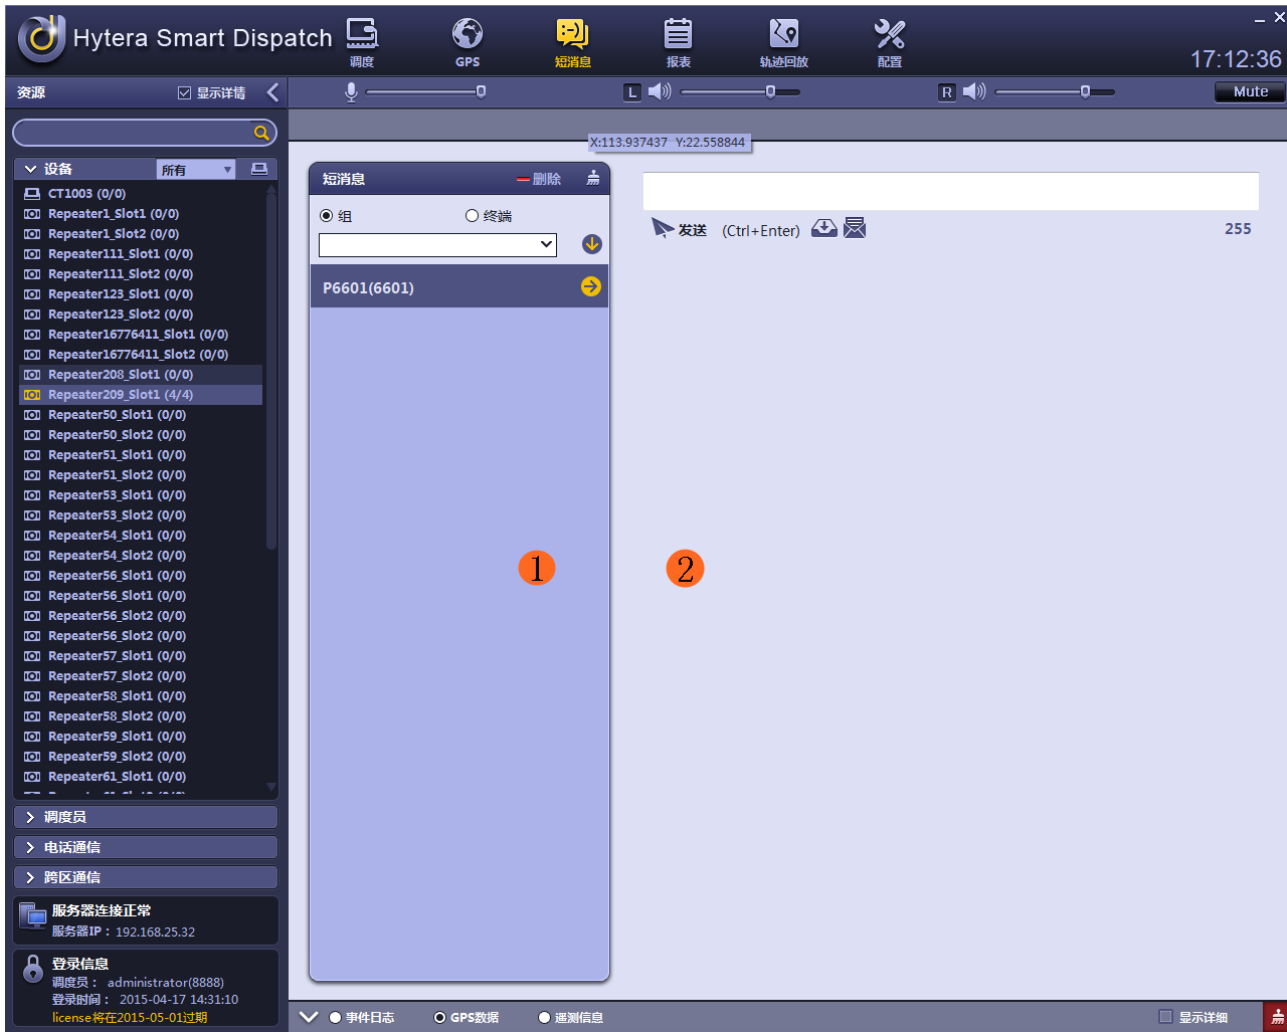 Hytera Smart Dispatch
调度
GPS
短消息
报表
轨迹回放
配置
17:12:36
资源
显示详情
L
R
Mute
X:113.937437 Y:22.558844
设备
所有
CT1003 (0/0)
Repeater1_Slot1 (0/0)
Repeater1_Slot2 (0/0)
Repeater111_Slot1 (0/0)
Repeater111_Slot2 (0/0)
Repeater123_Slot1 (0/0)
Repeater123_Slot2 (0/0)
Repeater16776411_Slot1 (0/0)
Repeater16776411_Slot2 (0/0)
Repeater208_Slot1 (0/0)
Repeater209_Slot1 (4/4)
Repeater50_Slot1 (0/0)
Repeater50_Slot2 (0/0)
Repeater51_Slot1 (0/0)
Repeater51_Slot2 (0/0)
Repeater53_Slot1 (0/0)
Repeater53_Slot2 (0/0)
Repeater54_Slot1 (0/0)
Repeater54_Slot2 (0/0)
Repeater56_Slot1 (0/0)
Repeater56_Slot1 (0/0)
Repeater56_Slot2 (0/0)
Repeater56_Slot2 (0/0)
Repeater57_Slot1 (0/0)
Repeater57_Slot2 (0/0)
Repeater58_Slot1 (0/0)
Repeater58_Slot2 (0/0)
Repeater59_Slot1 (0/0)
Repeater59_Slot2 (0/0)
Repeater61_Slot1 (0/0)
调度员
电话通信
跨区通信
服务器连接正常
服务器IP：192.168.25.32
登录信息
调度员： administrator(8888)
登录时间： 2015-04-17 14:31:10
license将在2015-05-01过期
短消息
删除
组
终端
P6601(6601)
1
发送 (Ctrl+Enter)
255
2
事件日志
GPS数据
遥测信息
显示详细